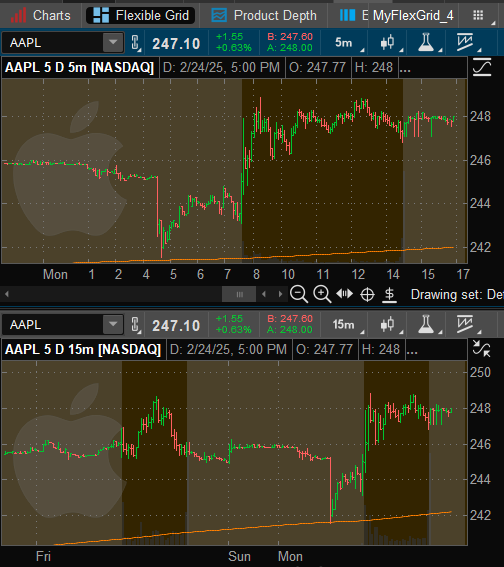 Charts Flexible Grid Product Depth E MyFlexGrid_4
AAPL 247.10 +1.55 +0.63% B: 247.60 A: 248.00 5m
AAPL 5 D 5m [NASDAQ] D: 2/24/25, 5:00 PM O: 247.77 H: 248 ...
248
246
244
242
Mon 1 2 4 5 6 7 8 10 11 12 14 15 17
Drawing set: De
AAPL 247.10 +1.55 +0.63% B: 247.60 A: 248.00 15m
AAPL 5 D 15m [NASDAQ] D: 2/24/25, 5:00 PM O: 247.77 H: 248 ...
250
248
246
244
242
Fri Sun Mon